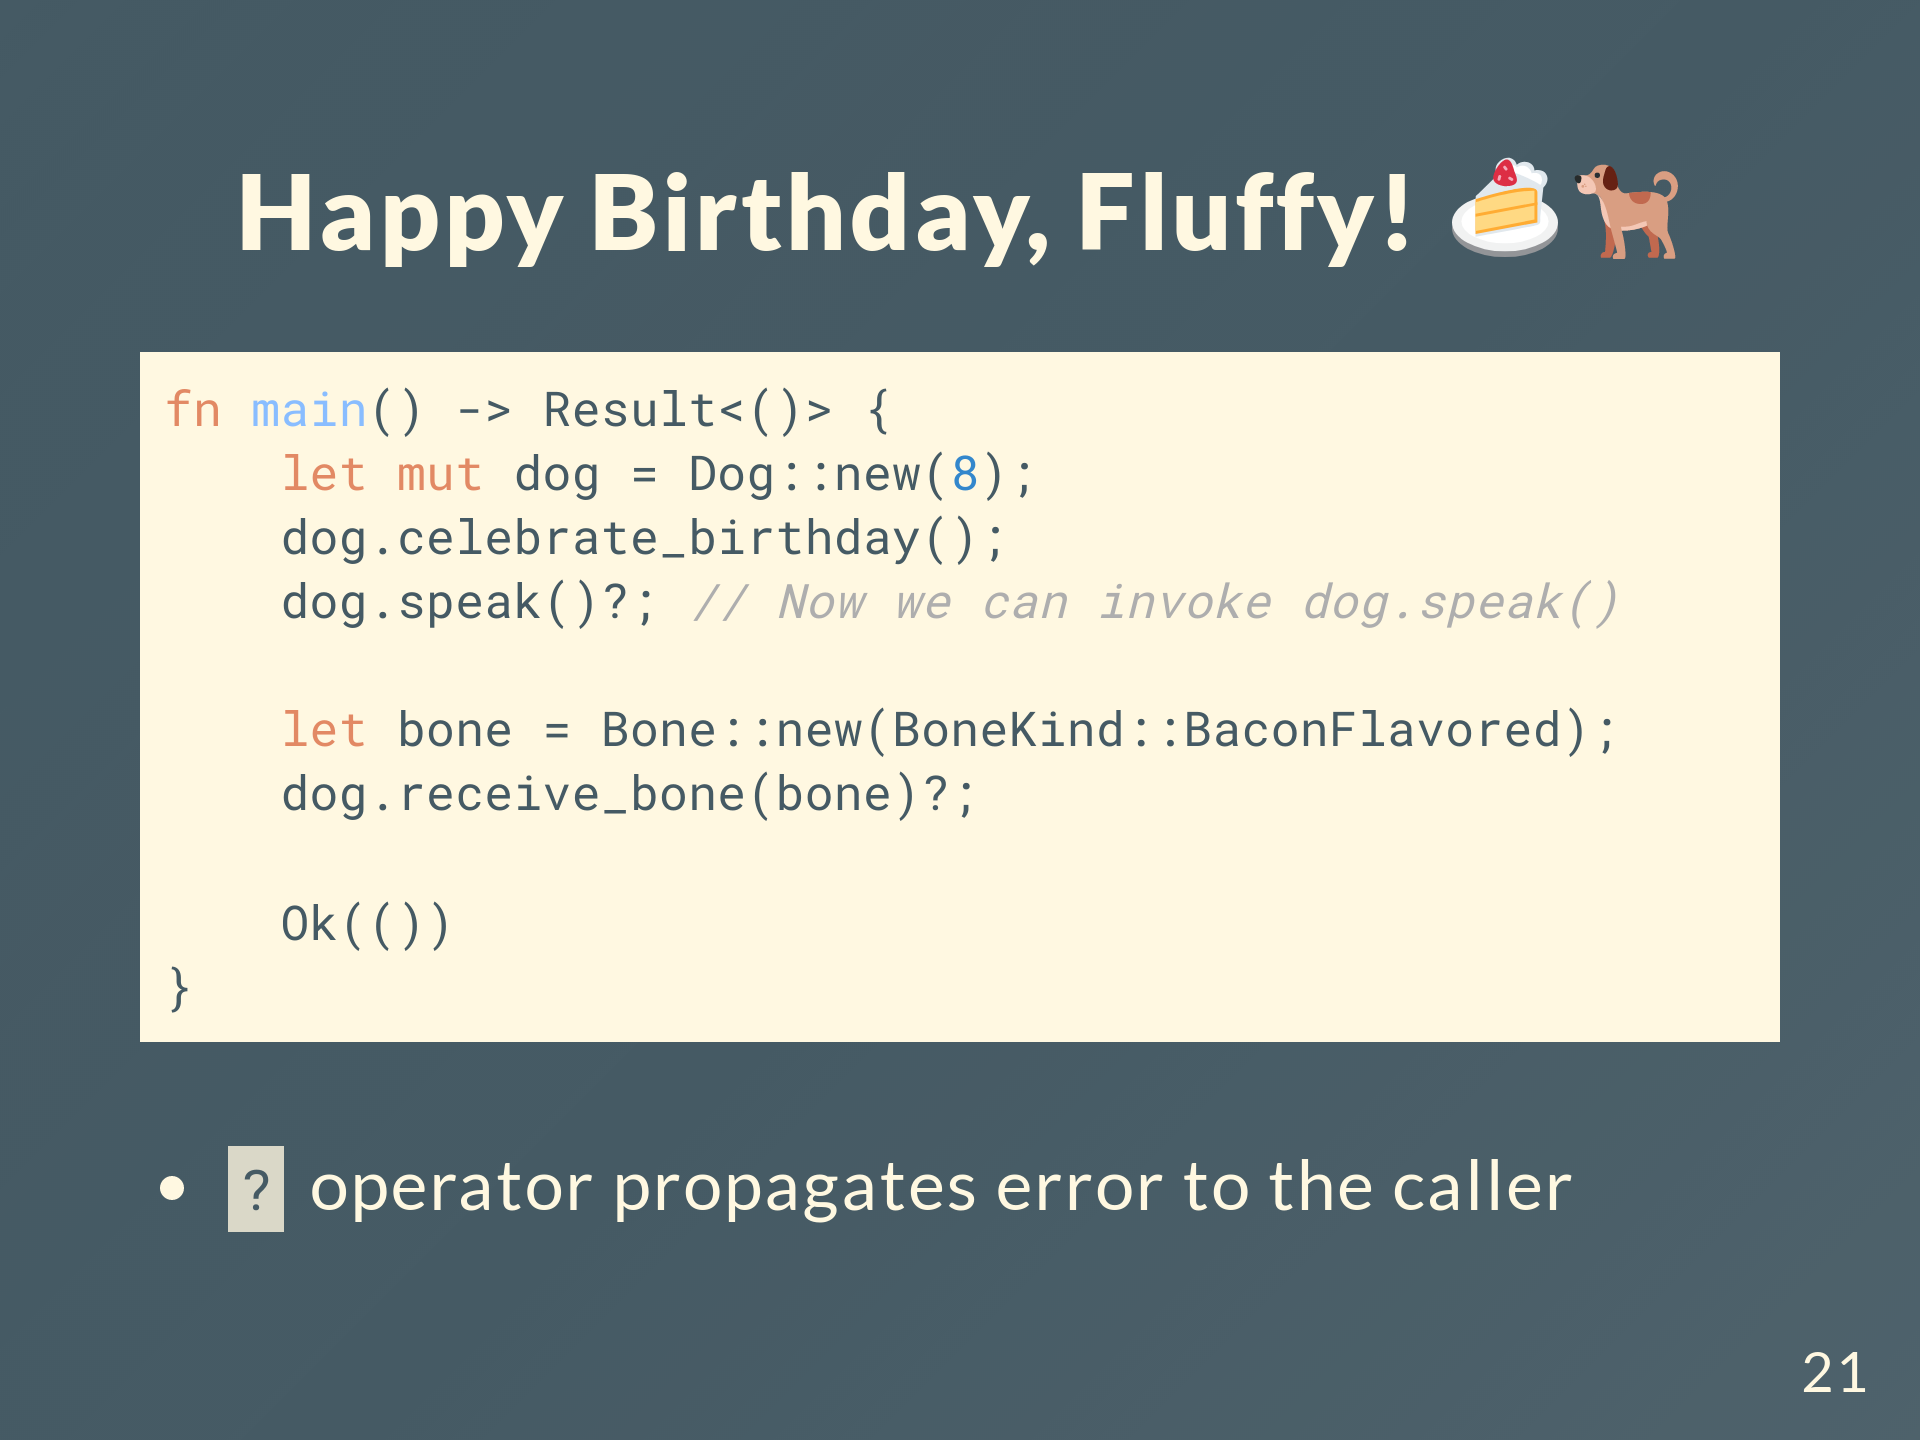 Happy Birthday, Fluffy! 🍰🐕
fn main() -> Result<()> {
    let mut dog = Dog::new(8);
    dog.celebrate_birthday();
    dog.speak()?; // Now we can invoke dog.speak()

    let bone = Bone::new(BoneKind::BaconFlavored);
    dog.receive_bone(bone)?;

    Ok(())
}
• ? operator propagates error to the caller
21